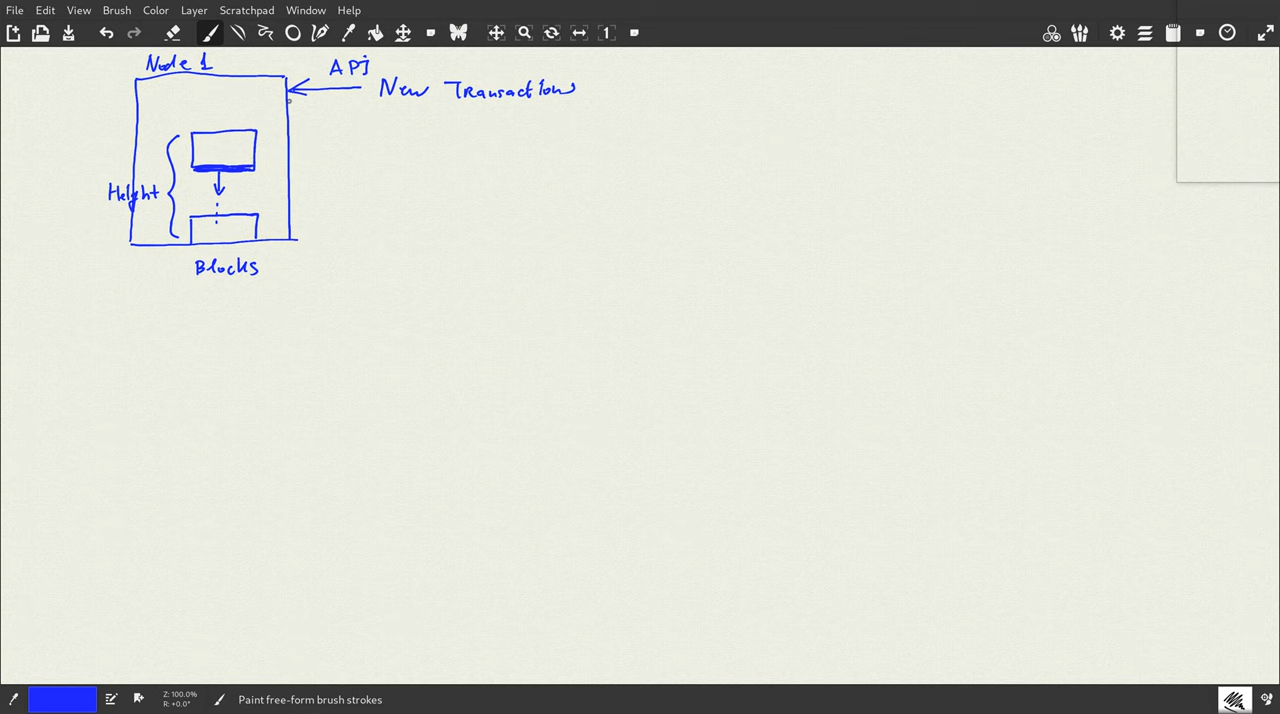 File Edit View Brush Color Layer Scratchpad Window Help
Node 1
API
New Transactions
Height
Blocks
Z: 100.0%
R: +0.0°
Paint free-form brush strokes